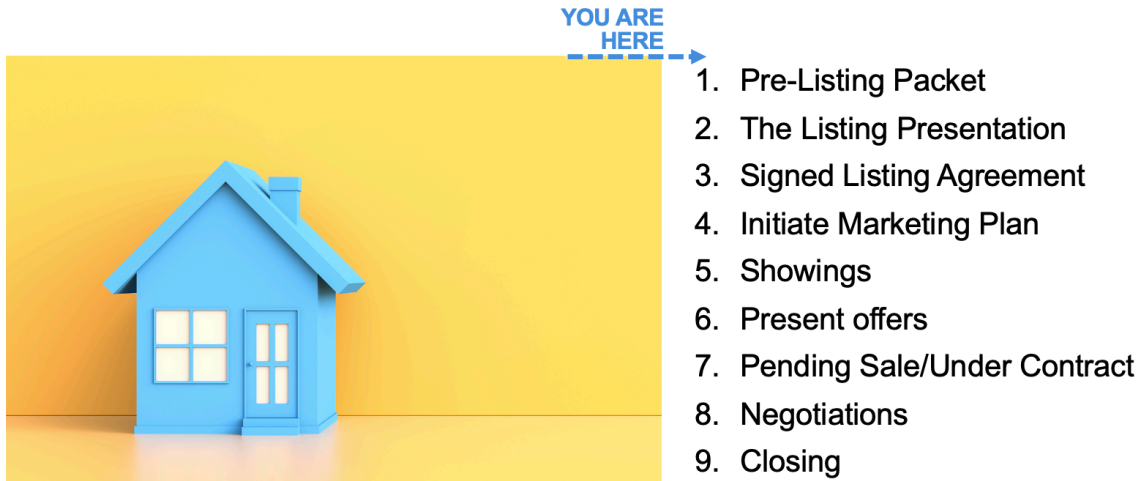 YOU ARE
HERE
1. Pre-Listing Packet
2. The Listing Presentation
3. Signed Listing Agreement
4. Initiate Marketing Plan
5. Showings
6. Present offers
7. Pending Sale/Under Contract
8. Negotiations
9. Closing